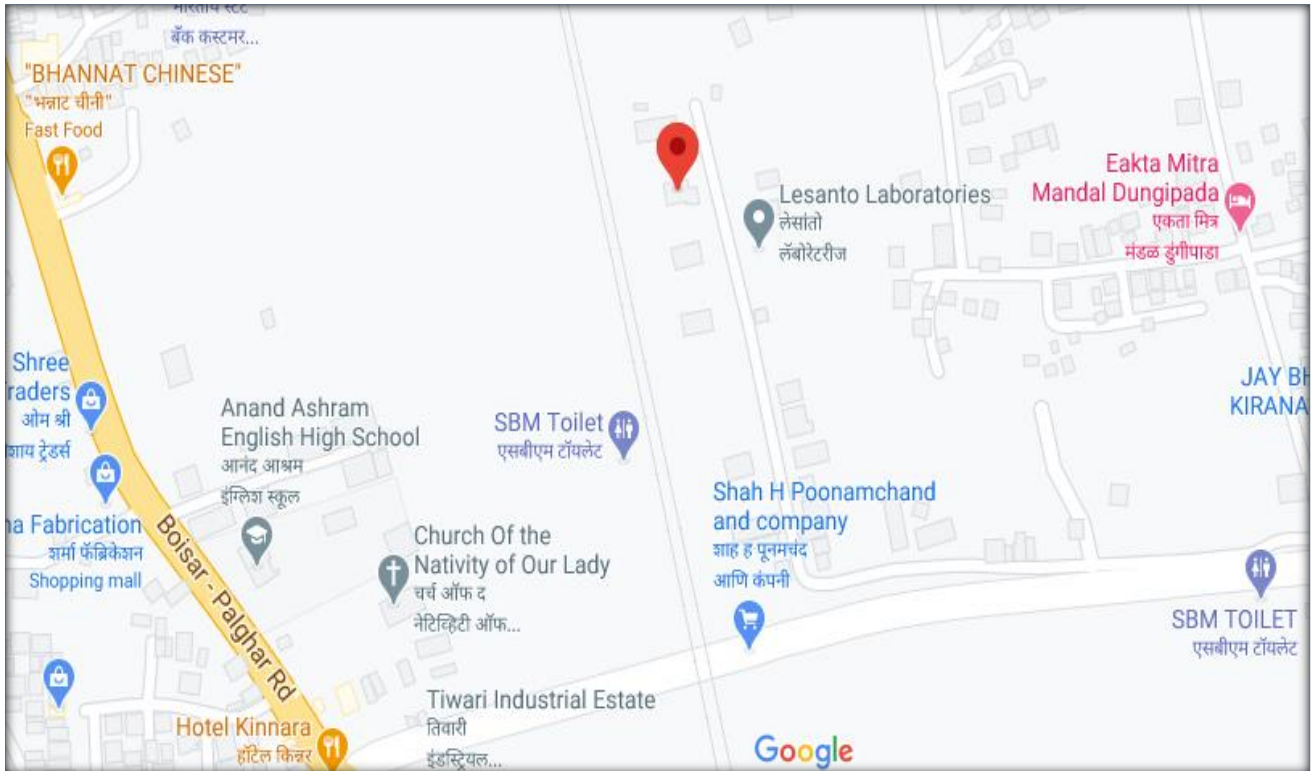 भारतीय स्टेट
बँक कस्टमर...
"BHANNAT CHINESE"
"भन्नाट चीनी"
Fast Food
Eakta Mitra
Mandal Dungipada
एकता मित्र
मंडळ डुंगीपाडा
Lesanto Laboratories
लेसांतो
लॅबोरेटरीज
Shree
raders
ओम श्री
शाय ट्रेडर्स
JAY BH
KIRANA
Anand Ashram
English High School
आनंद आश्रम
इंग्लिश स्कूल
SBM Toilet
एसबीएम टॉयलेट
Shah H Poonamchand
and company
शाह ह पूनमचंद
आणि कंपनी
na Fabrication
शर्मा फॅब्रिकेशन
Shopping mall
Boisar - Palghar Rd
Church Of the
Nativity of Our Lady
चर्च ऑफ द
नेटिव्हिटी ऑफ...
SBM TOILET
एसबीएम टॉयलेट
Tiwari Industrial Estate
तिवारी
इंडस्ट्रियल...
Hotel Kinnara
हॉटेल किन्नर
Google